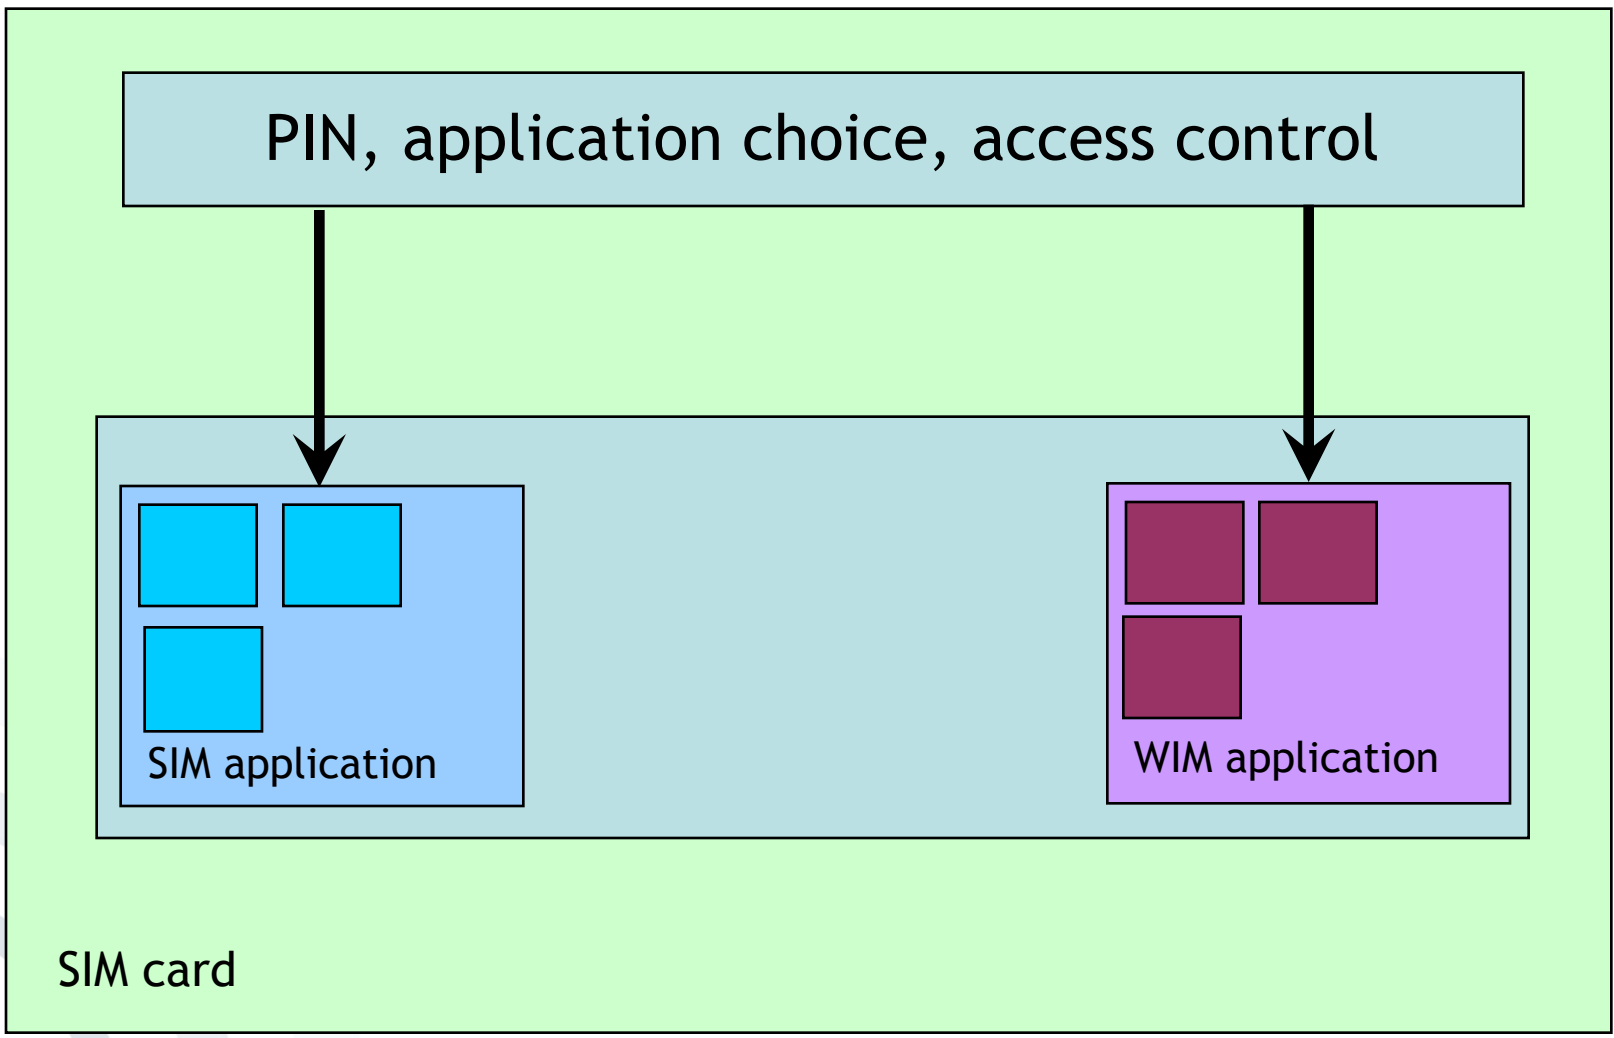 PIN, application choice, access control
SIM application
WIM application
SIM card